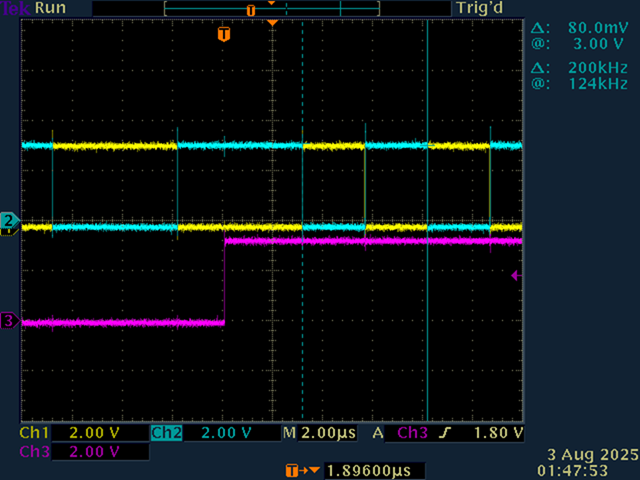 Tek Run Trig'd
T
T
Δ: 80.0mV
@: 3.00 V
Δ: 200kHz
@: 124kHz
2
3
Ch1 2.00 V Ch2 2.00 V M 2.00µs A Ch3 1.80 V
Ch3 2.00 V
T 1.89600µs
3 Aug 2025
01:47:53